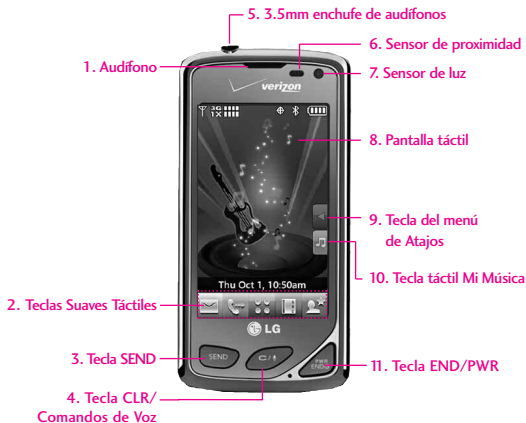 5. 3.5mm enchufe de audífonos
6. Sensor de proximidad
1. Audífono
7. Sensor de luz
verizon
3G
1X
8. Pantalla táctil
9. Tecla del menú
de Atajos
10. Tecla táctil Mi Música
Thu Oct 1, 10:50am
2. Teclas Suaves Táctiles
LG
3. Tecla SEND
SEND
C/
PWR
END
11. Tecla END/PWR
4. Tecla CLR/
Comandos de Voz